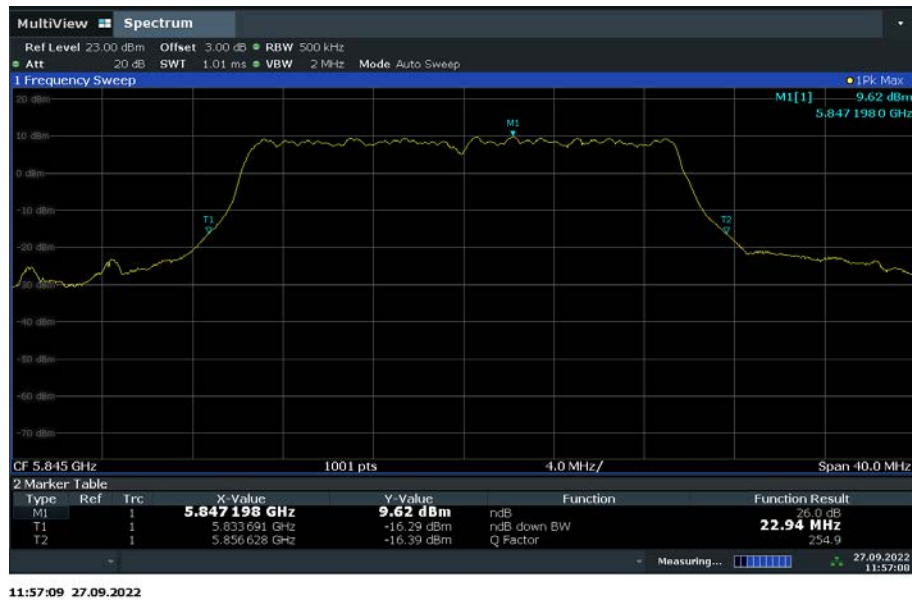 MultiView Spectrum
Ref Level 23.00 dBm Offset 3.00 dB RBW 500 kHz
Att 20 dB SWT 1.01 ms VBW 2 MHz Mode Auto Sweep
1 Frequency Sweep 1Pk Max
M1[1] 9.62 dBm
5.847 198 0 GHz
20 dBm
M1
10 dBm
0 dBm
-10 dBm
T1 T2
-20 dBm
-30 dBm
-40 dBm
-50 dBm
-60 dBm
-70 dBm
CF 5.845 GHz 1001 pts 4.0 MHz/ Span 40.0 MHz
2 Marker Table
Type Ref Trc X-Value Y-Value Function Function Result
M1 1 5.847 198 GHz 9.62 dBm ndB 26.0 dB
T1 1 5.833 691 GHz -16.29 dBm ndB down BW 22.94 MHz
T2 1 5.856 628 GHz -16.39 dBm Q Factor 254.9
Measuring... 27.09.2022
11:57:08
11:57:09 27.09.2022